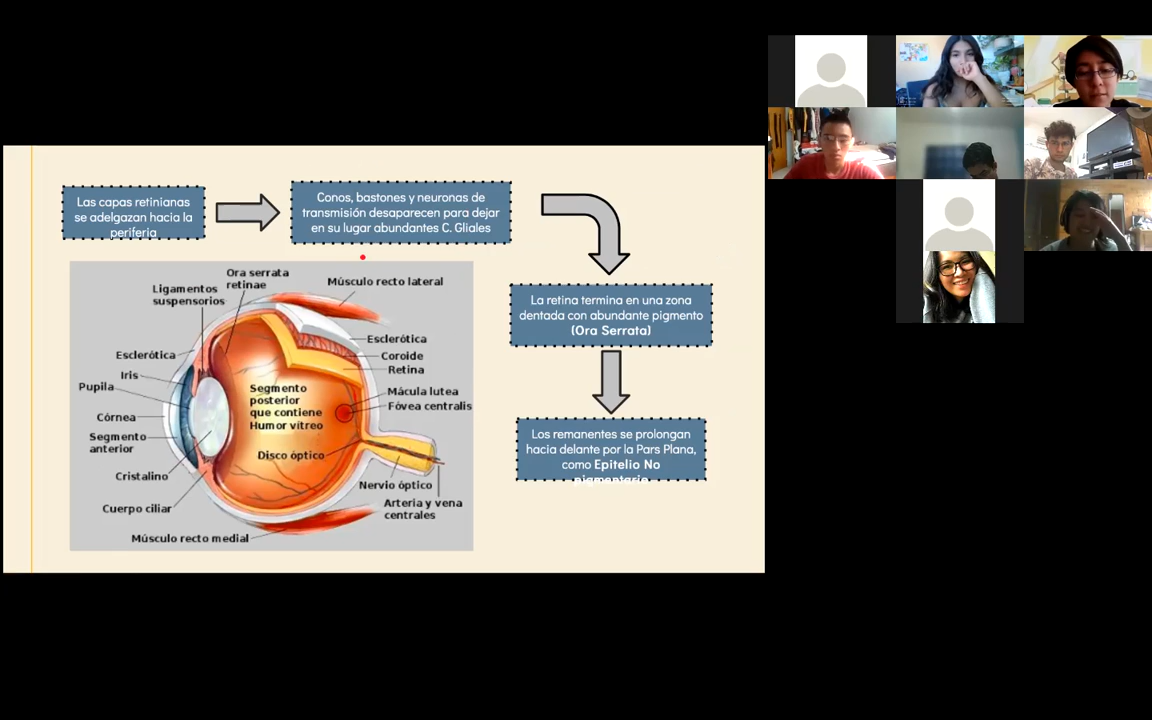 Las capas retinianas
se adelgazan hacia la
periferia
Conos, bastones y neuronas de
transmisión desaparecen para dejar
en su lugar abundantes C. Gliales
La retina termina en una zona
dentada con abundante pigmento
(Ora Serrata)
Los remanentes se prolongan
hacia delante por la Pars Plana,
como Epitelio No
pigmentario
Ora serrata
retinae
Músculo recto lateral
Ligamentos
suspensorios
Esclerótica
Esclerótica
Coroide
Retina
Iris
Pupila
Segmento
posterior
que contiene
Humor vítreo
Mácula lutea
Fóvea centralis
Córnea
Segmento
anterior
Disco óptico
Cristalino
Nervio óptico
Cuerpo ciliar
Arteria y vena
centrales
Músculo recto medial